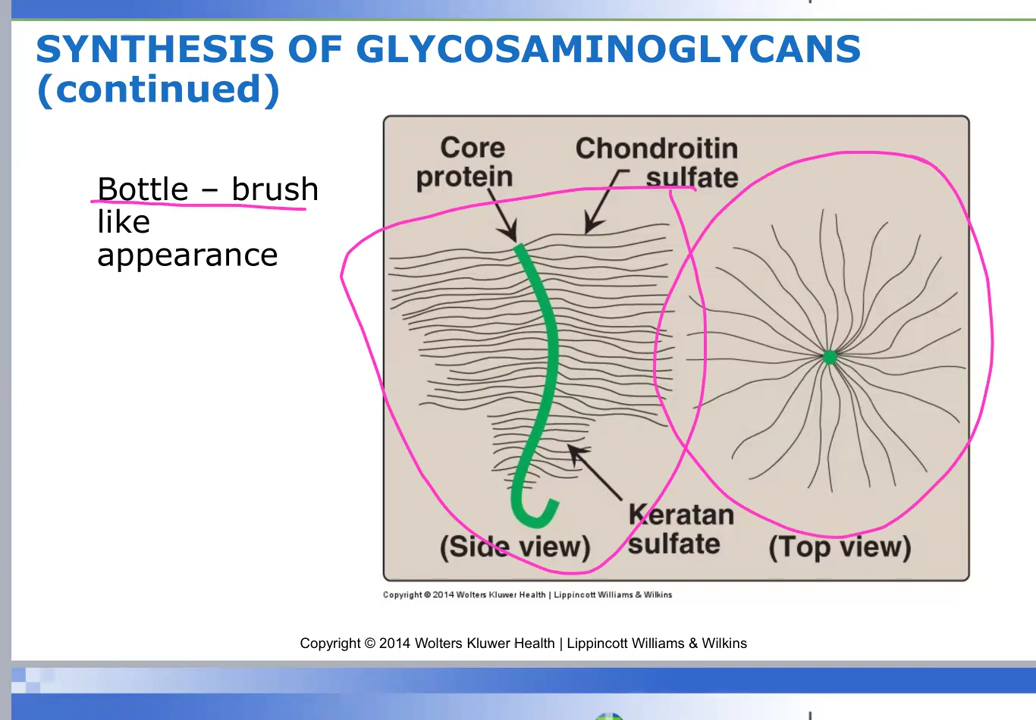 SYNTHESIS OF GLYCOSAMINOGLYCANS
(continued)
Bottle – brush
like
appearance
Core
protein
Chondroitin
sulfate
Keratan
sulfate
(Side view)
(Top view)
Copyright © 2014 Wolters Kluwer Health | Lippincott Williams & Wilkins
Copyright © 2014 Wolters Kluwer Health | Lippincott Williams & Wilkins